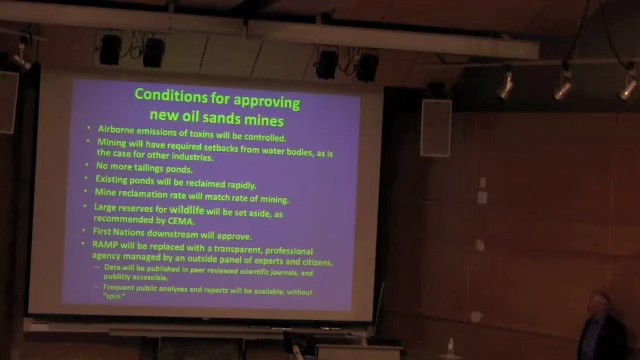 Conditions for approving
new oil sands mines
• Airborne emissions of toxins will be controlled.
• Mining will have required setbacks from water bodies, as is
the case for other industries.
• No more tailings ponds.
• Existing ponds will be reclaimed rapidly.
• Mine reclamation rate will match rate of mining.
• Large reserves for wildlife will be set aside, as
recommended by CEMA.
• First Nations downstream will approve.
• RAMP will be replaced with a transparent, professional
agency managed by an outside panel of experts and citizens.
– Data will be published in peer reviewed scientific journals, and
publicly accessible.
– Frequent public analyses and reports will be available, without
"spin."